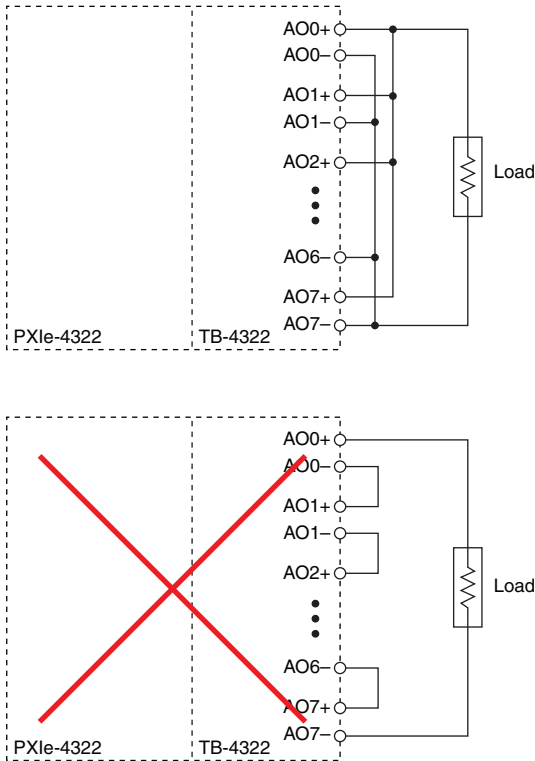 AO0+
AO0–
AO1+
AO1–
AO2+
Load
AO6–
AO7+
AO7–
PXIe-4322 TB-4322
AO0+
AO0–
AO1+
AO1–
AO2+
Load
AO6–
AO7+
AO7–
PXIe-4322 TB-4322